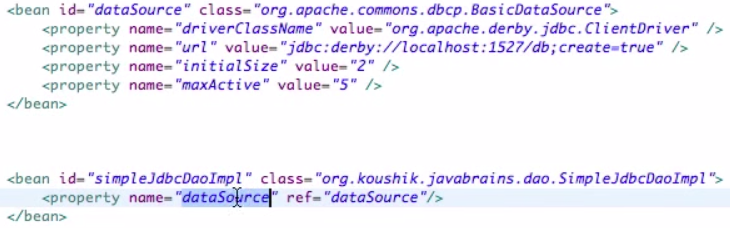 <bean id="dataSource" class="org.apache.commons.dbcp.BasicDataSource">
<property name="driverClassName" value="org.apache.derby.jdbc.ClientDriver" />
<property name="url" value="jdbc:derby://localhost:1527/db;create=true" />
<property name="initialSize" value="2" />
<property name="maxActive" value="5" />
</bean>
<bean id="simpleJdbcDaoImpl" class="org.koushik.javabrains.dao.SimpleJdbcDaoImpl">
<property name="dataSource" ref="dataSource"/>
</bean>